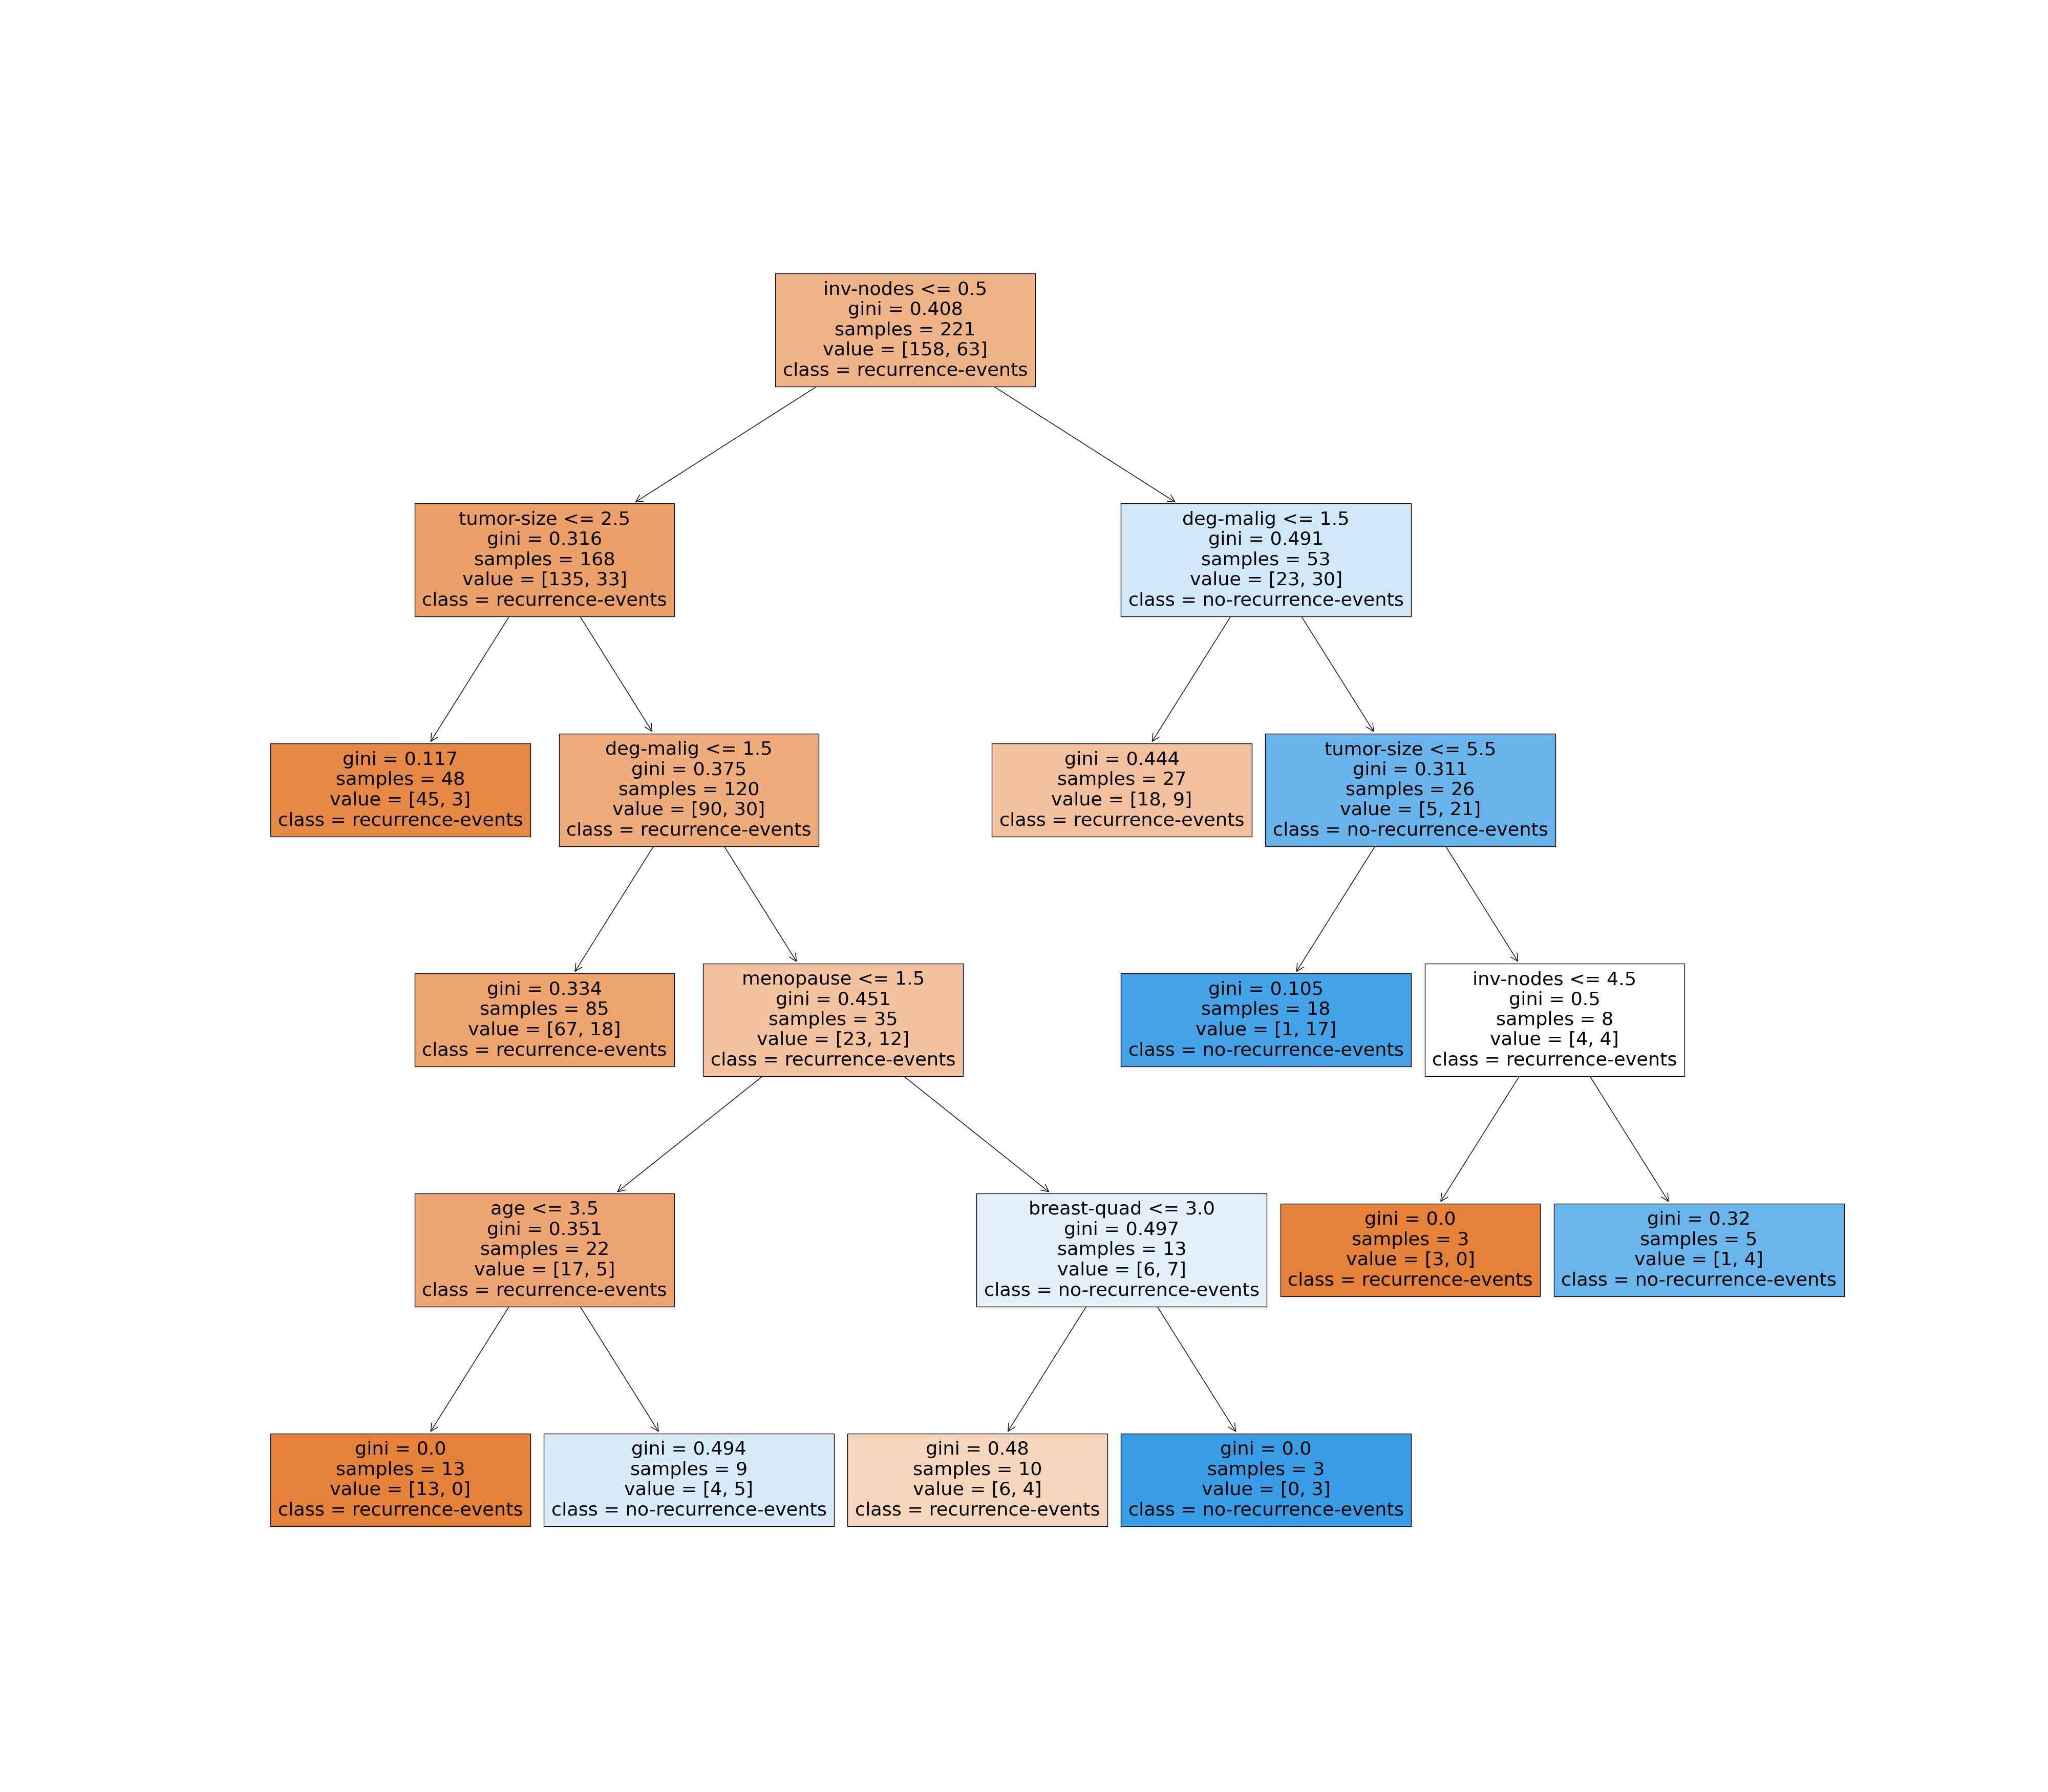 inv-nodes <= 0.5
gini = 0.408
samples = 221
value = [158, 63]
class = recurrence-events
tumor-size <= 2.5
gini = 0.316
samples = 168
value = [135, 33]
class = recurrence-events
deg-malig <= 1.5
gini = 0.491
samples = 53
value = [23, 30]
class = no-recurrence-events
gini = 0.117
samples = 48
value = [45, 3]
class = recurrence-events
deg-malig <= 1.5
gini = 0.375
samples = 120
value = [90, 30]
class = recurrence-events
gini = 0.444
samples = 27
value = [18, 9]
class = recurrence-events
tumor-size <= 5.5
gini = 0.311
samples = 26
value = [5, 21]
class = no-recurrence-events
gini = 0.334
samples = 85
value = [67, 18]
class = recurrence-events
menopause <= 1.5
gini = 0.451
samples = 35
value = [23, 12]
class = recurrence-events
gini = 0.105
samples = 18
value = [1, 17]
class = no-recurrence-events
inv-nodes <= 4.5
gini = 0.5
samples = 8
value = [4, 4]
class = recurrence-events
age <= 3.5
gini = 0.351
samples = 22
value = [17, 5]
class = recurrence-events
breast-quad <= 3.0
gini = 0.497
samples = 13
value = [6, 7]
class = no-recurrence-events
gini = 0.0
samples = 3
value = [3, 0]
class = recurrence-events
gini = 0.32
samples = 5
value = [1, 4]
class = no-recurrence-events
gini = 0.0
samples = 13
value = [13, 0]
class = recurrence-events
gini = 0.494
samples = 9
value = [4, 5]
class = no-recurrence-events
gini = 0.48
samples = 10
value = [6, 4]
class = recurrence-events
gini = 0.0
samples = 3
value = [0, 3]
class = no-recurrence-events